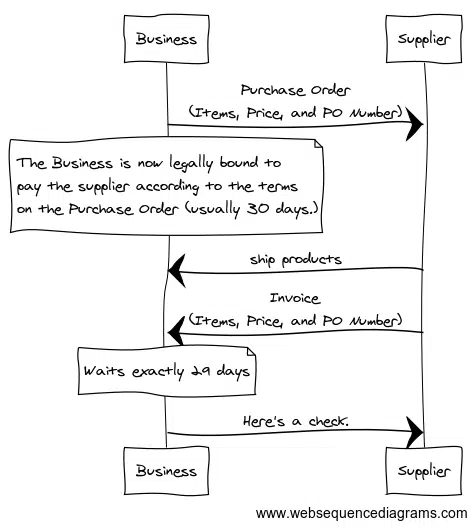 Business
Supplier
Purchase Order
(Items, Price, and PO Number)
The Business is now legally bound to
pay the supplier according to the terms
on the Purchase Order (usually 30 days.)
ship products
Invoice
(Items, Price, and PO Number)
Waits exactly 29 days
Here's a check.
Business
Supplier
www.websequencediagrams.com